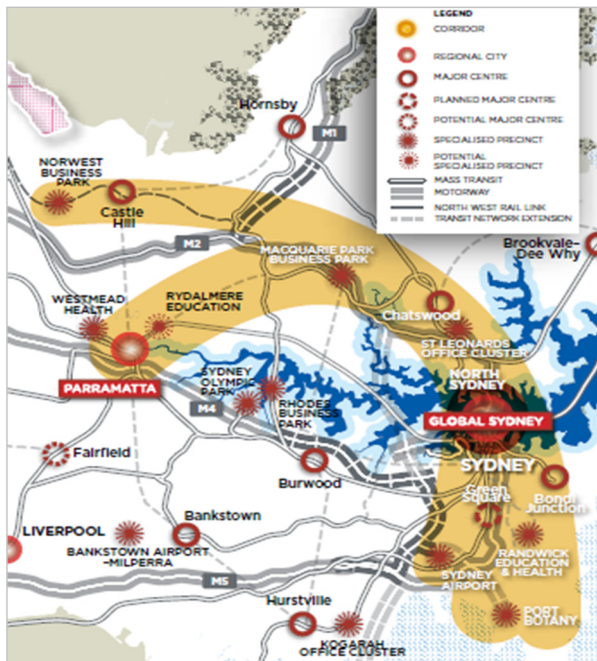 LEGEND
CORRIDOR
REGIONAL CITY
MAJOR CENTRE
PLANNED MAJOR CENTRE
POTENTIAL MAJOR CENTRE
SPECIALISED PRECINCT
POTENTIAL
SPECIALISED PRECINCT
MASS TRANSIT
MOTORWAY
NORTH WEST RAIL LINK
TRANSIT NETWORK EXTENSION
Hornsby
M1
NORWEST
BUSINESS
PARK
Castle
Hill
M2
MACQUARIE PARK
BUSINESS PARK
Brookvale–
Dee Why
WESTMEAD
HEALTH
RYDALMERE
EDUCATION
Chatswood
ST LEONARDS
OFFICE CLUSTER
PARRAMATTA
SYDNEY
OLYMPIC
PARK
M4
RHODES
BUSINESS
PARK
NORTH
SYDNEY
GLOBAL SYDNEY
SYDNEY
Fairfield
Burwood
Green
Square
Bondi
Junction
LIVERPOOL
Bankstown
BANKSTOWN AIRPORT
–MILPERRA
RANDWICK
EDUCATION
& HEALTH
SYDNEY
AIRPORT
M5
Hurstville
KOGARAH
OFFICE CLUSTER
PORT
BOTANY